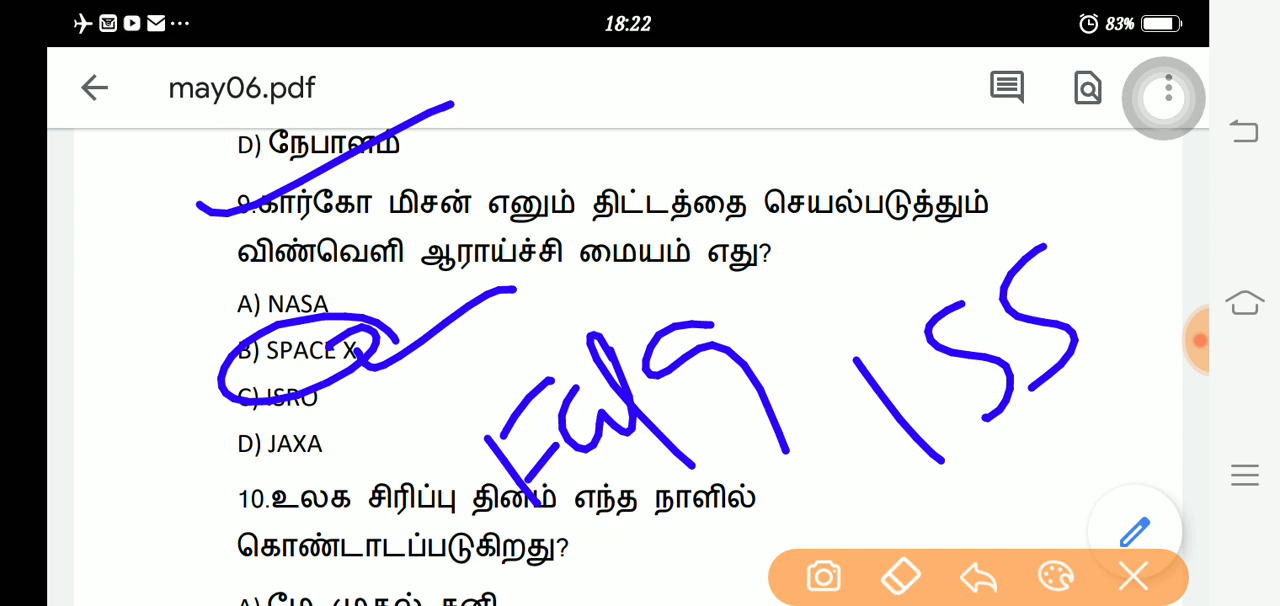 18:22
83%
may06.pdf
D) நேபாளம்
9.கார்கோ மிசன் எனும் திட்டத்தை செயல்படுத்தும்
விண்வெளி ஆராய்ச்சி மையம் எது?
A) NASA
B) SPACE X
C) ISRO
D) JAXA
ISS
10.உலக சிரிப்பு தினம் எந்த நாளில்
கொண்டாடப்படுகிறது?